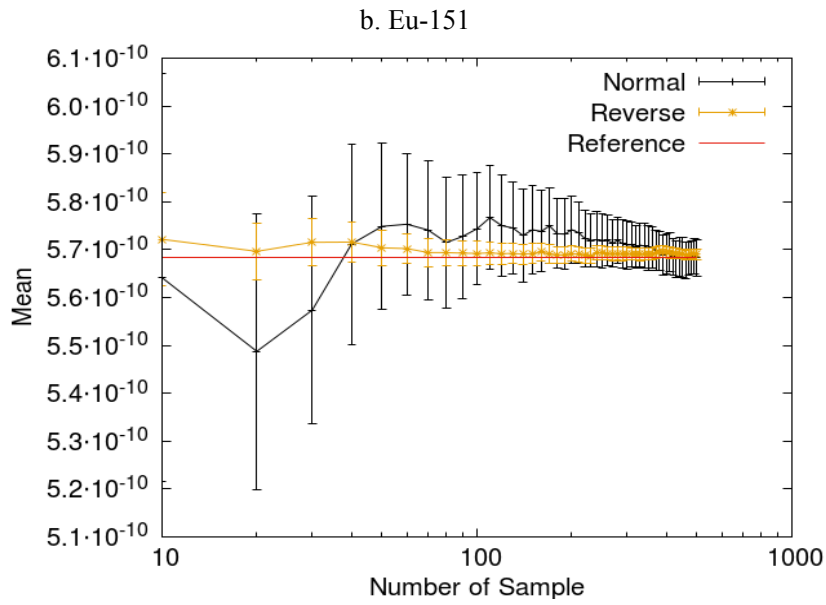 b. Eu-151
6.1·10⁻¹⁰
6.0·10⁻¹⁰
5.9·10⁻¹⁰
5.8·10⁻¹⁰
5.7·10⁻¹⁰
5.6·10⁻¹⁰
5.5·10⁻¹⁰
5.4·10⁻¹⁰
5.3·10⁻¹⁰
5.2·10⁻¹⁰
5.1·10⁻¹⁰
Mean
Normal
Reverse
Reference
10 100 1000
Number of Sample